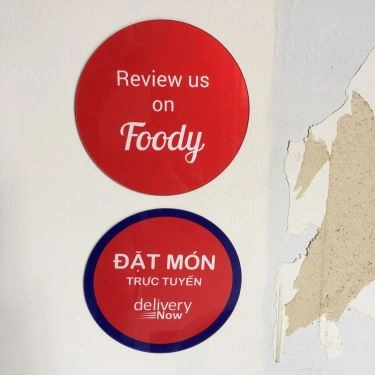 Review us
on
Foody
ĐẶT MÓN
TRỰC TUYẾN
delivery
Now